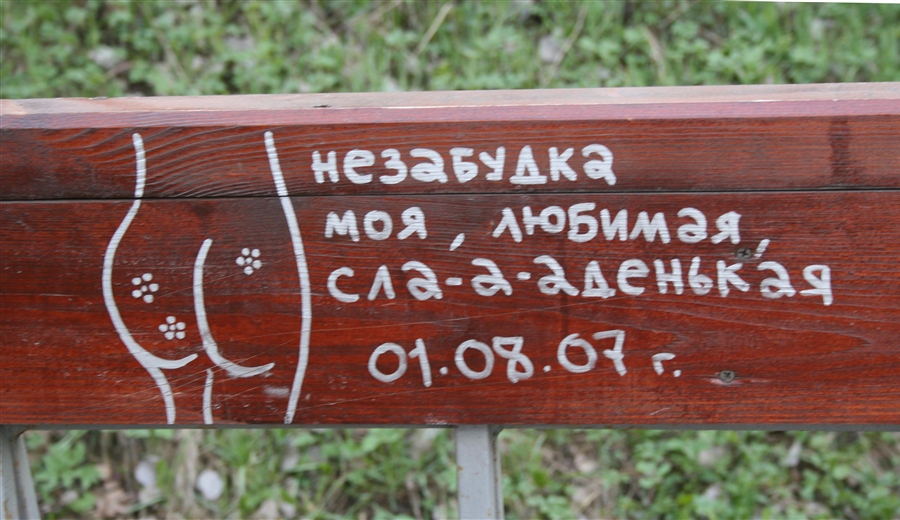 незабудка
моя, любимая,
сла-а-аденькая
01.08.07 г.